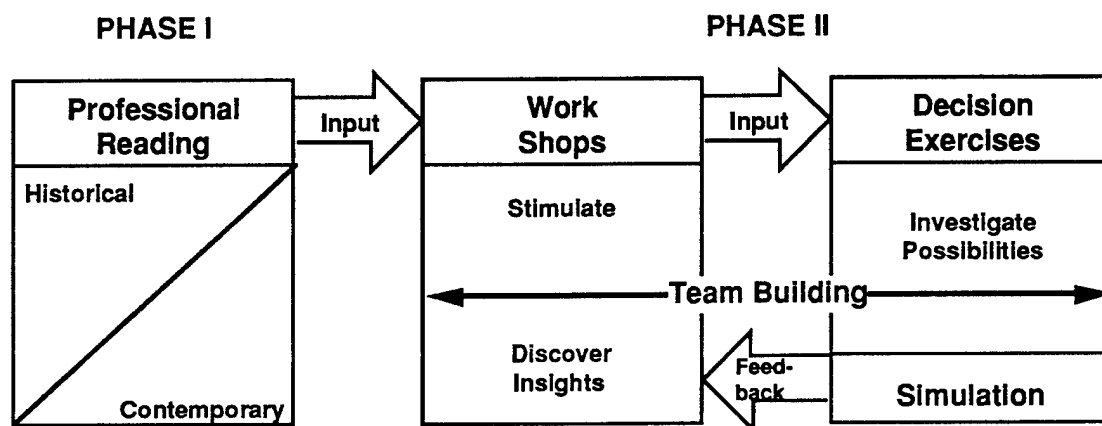 PHASE I
PHASE II
Professional
Reading
Input
Work
Shops
Input
Decision
Exercises
Historical
Contemporary
Stimulate
Discover
Insights
Investigate
Possibilities
Team Building
Feed-
back
Simulation